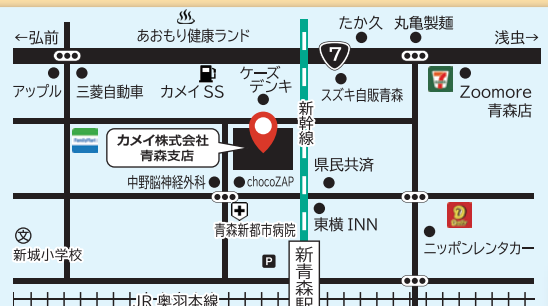 たか久
丸亀製麺
←弘前
あおもり健康ランド
浅虫→
7
アップル
三菱自動車
カメイSS
ケーズ
デンキ
スズキ自販青森
Zoomore
青森店
新幹線
FamilyMart
カメイ株式会社
青森支店
県民共済
中野脳神経外科
chocoZAP
東横INN
青森新都市病院
ニッポンレンタカー
文
新城小学校
P
新青森駅
JR奥羽本線